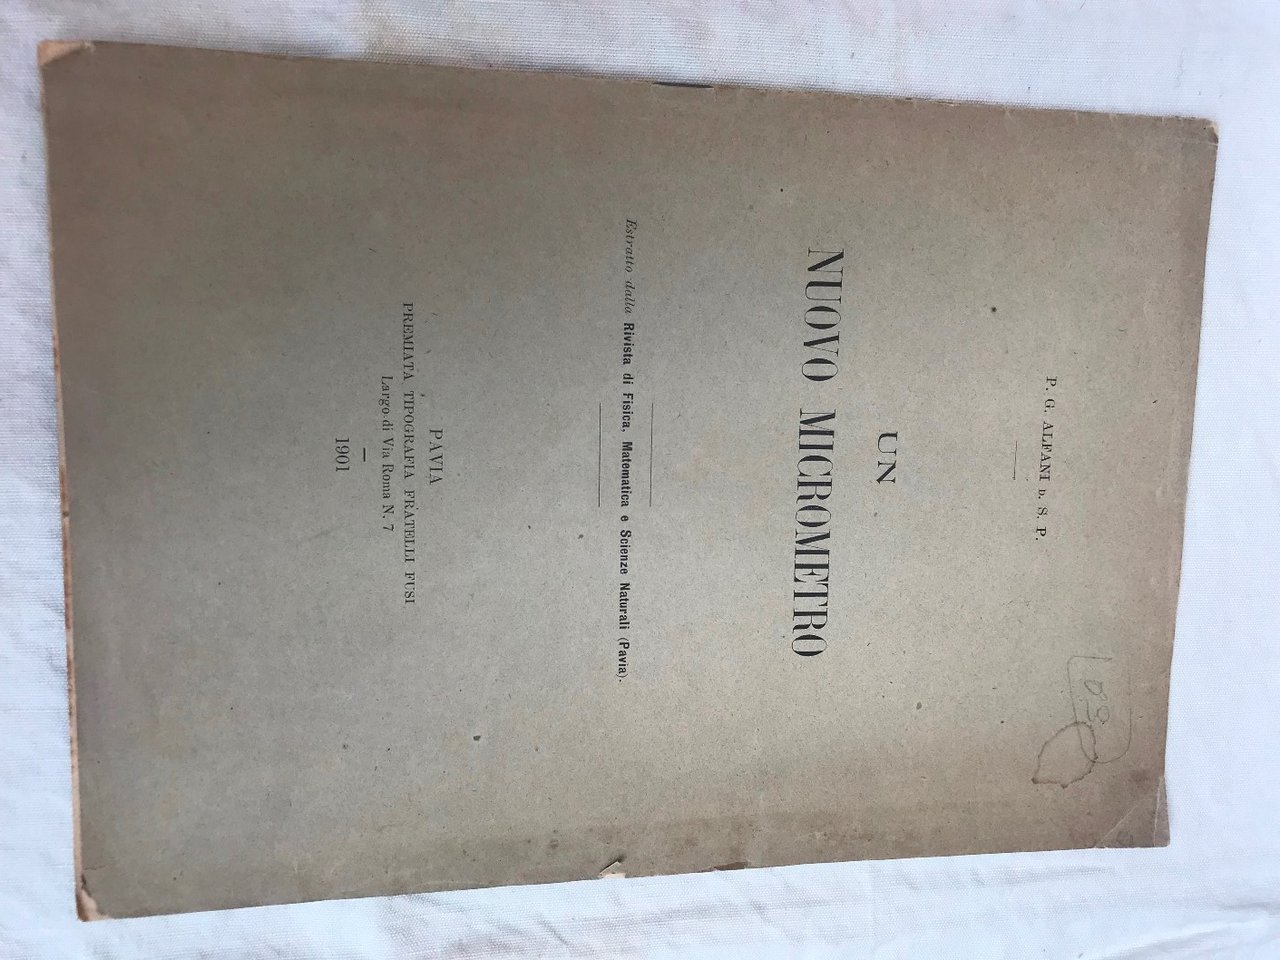 P. G. ALFANI D. S. P.
UN
NUOVO MICROMETRO
Estratto dalla Rivista di Fisica, Matematica e Scienze Naturali (Pavia).
PAVIA
PREMIATA TIPOGRAFIA FRATELLI FUSI
Largo di Via Roma N. 7
1901